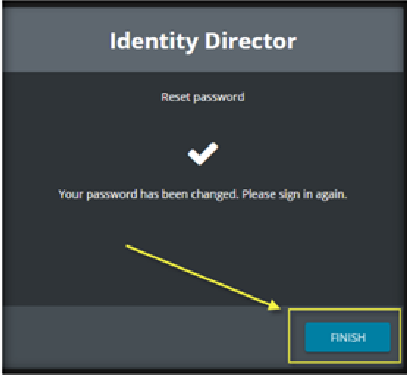 Identity Director
Reset password
Your password has been changed. Please sign in again.
FINISH